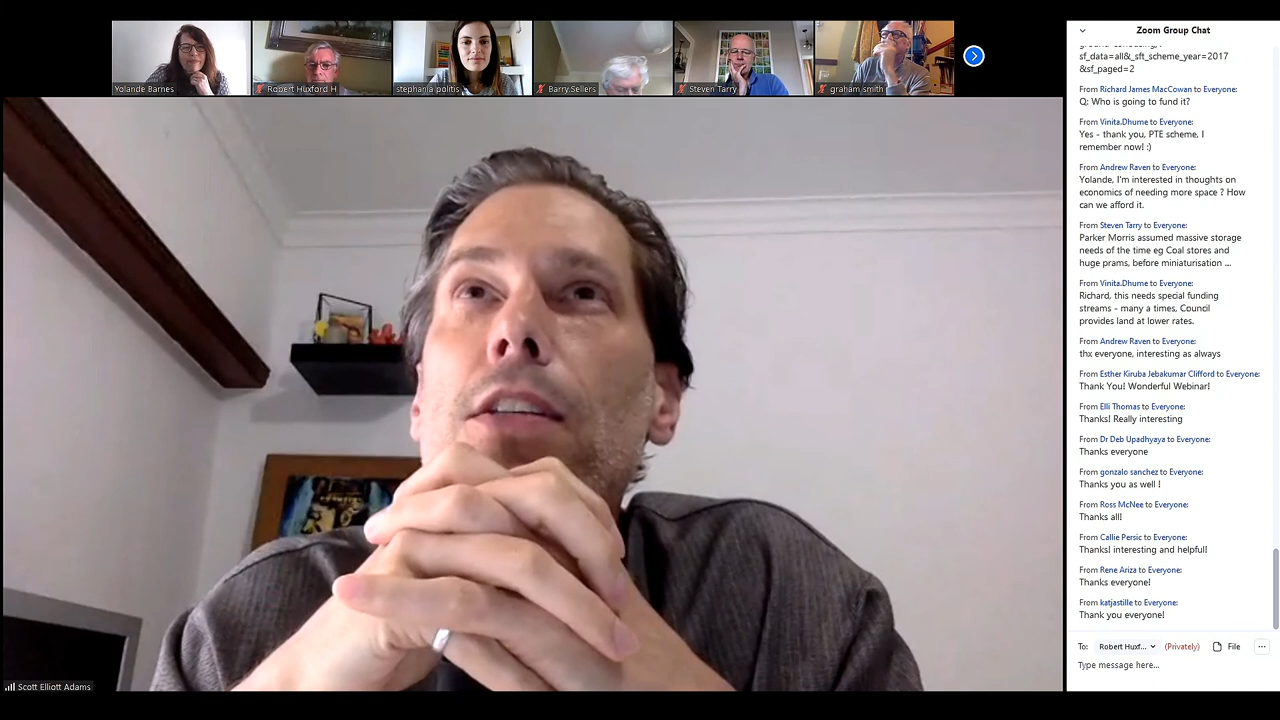 Yolande Barnes
Robert Huxford H
stephania politis
Barry.Sellers
Steven Tarry
graham smith
Scott Elliott Adams
Zoom Group Chat
sf_data=all&_sft_scheme_year=2017
&sf_paged=2
From Richard James MacCowan to Everyone:
Q: Who is going to fund it?
From Vinita.Dhume to Everyone:
Yes - thank you, PTE scheme, I
remember now! :)
From Andrew Raven to Everyone:
Yolande, I'm interested in thoughts on
economics of needing more space ? How
can we afford it.
From Steven Tarry to Everyone:
Parker Morris assumed massive storage
needs of the time eg Coal stores and
huge prams, before miniaturisation ...
From Vinita.Dhume to Everyone:
Richard, this needs special funding
streams - many a times, Council
provides land at lower rates.
From Andrew Raven to Everyone:
thx everyone, interesting as always
From Esther Kiruba Jebakumar Clifford to Everyone:
Thank You! Wonderful Webinar!
From Elli Thomas to Everyone:
Thanks! Really interesting
From Dr Deb Upadhyaya to Everyone:
Thanks everyone
From gonzalo sanchez to Everyone:
Thanks you as well !
From Ross McNee to Everyone:
Thanks all!
From Callie Persic to Everyone:
Thanks! interesting and helpful!
From Rene Ariza to Everyone:
Thanks everyone!
From katjastille to Everyone:
Thank you everyone!
To: Robert Huxf... (Privately) File ...
Type message here...